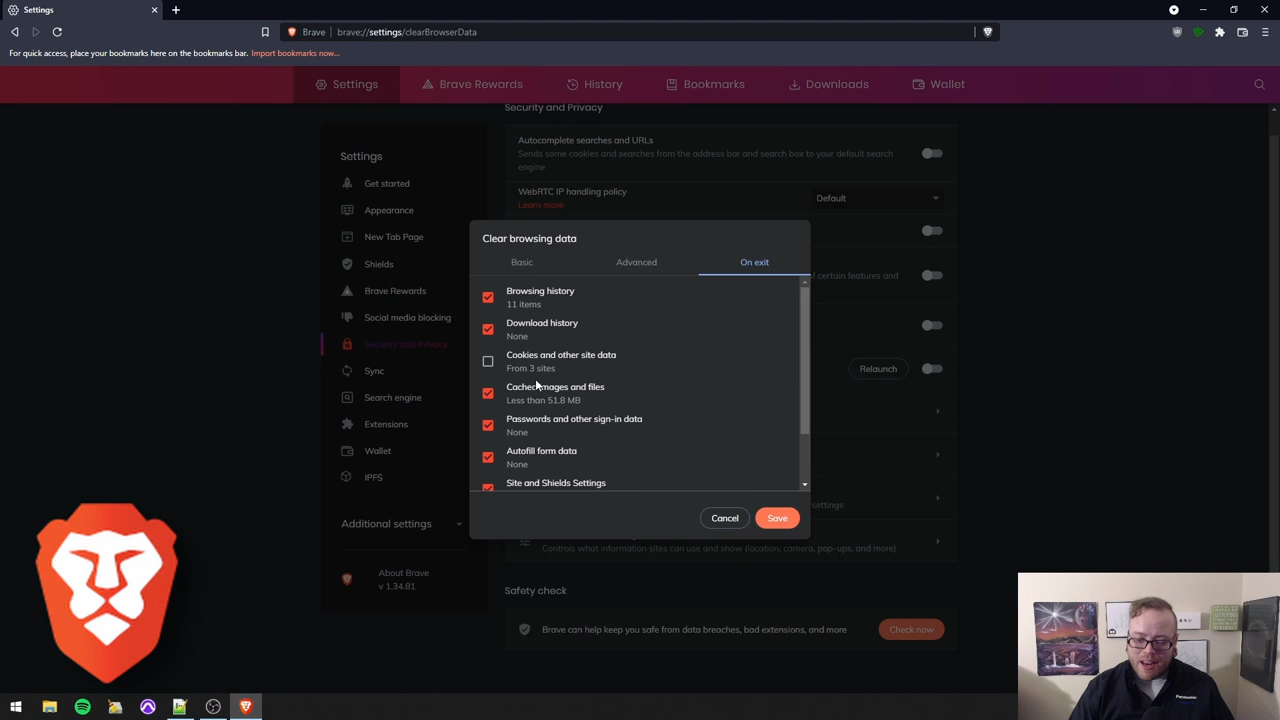 Settings
Brave
brave://settings/clearBrowserData
For quick access, place your bookmarks here on the bookmarks bar. Import bookmarks now...
Settings
Brave Rewards
History
Bookmarks
Downloads
Wallet
Security and Privacy
Settings
Get started
Appearance
New Tab Page
Shields
Brave Rewards
Social media blocking
Security and Privacy
Sync
Search engine
Extensions
Wallet
IPFS
Additional settings
About Brave
v 1.34.81
Autocomplete searches and URLs
Sends some cookies and searches from the address bar and search box to your default search
engine
WebRTC IP handling policy
Learn more
Default
of certain features and
Relaunch
settings
Controls what information sites can use and show (location, camera, pop-ups, and more)
Clear browsing data
Basic
Advanced
On exit
Browsing history
11 items
Download history
None
Cookies and other site data
From 3 sites
Cached images and files
Less than 51.8 MB
Passwords and other sign-in data
None
Autofill form data
None
Site and Shields Settings
Cancel
Save
Safety check
Brave can help keep you safe from data breaches, bad extensions, and more
Check now